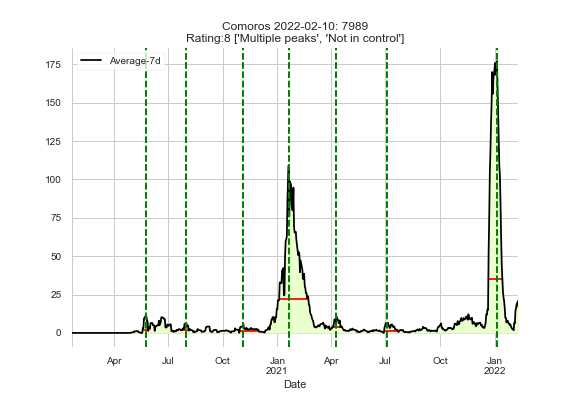 Comoros 2022-02-10: 7989
Rating:8 ['Multiple peaks', 'Not in control']
Average-7d
175
150
125
100
75
50
25
0
Apr Jul Oct Jan Apr Jul Oct Jan
2021 2022
Date